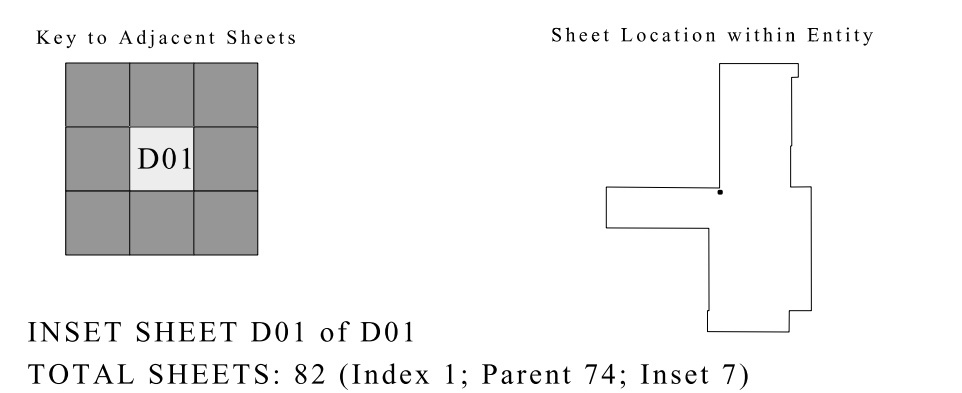 Key to Adjacent Sheets
Sheet Location within Entity
D01
INSET SHEET D01 of D01
TOTAL SHEETS: 82 (Index 1; Parent 74; Inset 7)